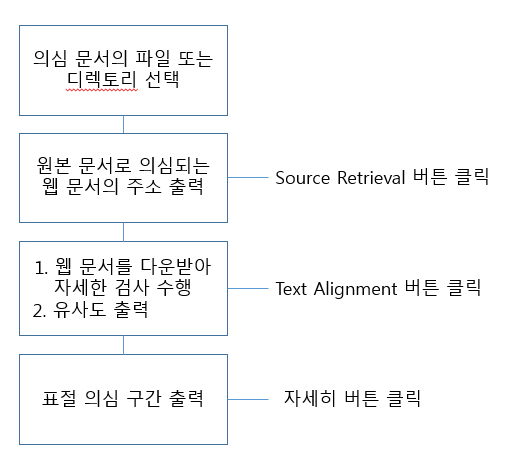 의심 문서의 파일 또는
디렉토리 선택
원본 문서로 의심되는
웹 문서의 주소 출력
Source Retrieval 버튼 클릭
1. 웹 문서를 다운받아
자세한 검사 수행
2. 유사도 출력
Text Alignment 버튼 클릭
표절 의심 구간 출력
자세히 버튼 클릭